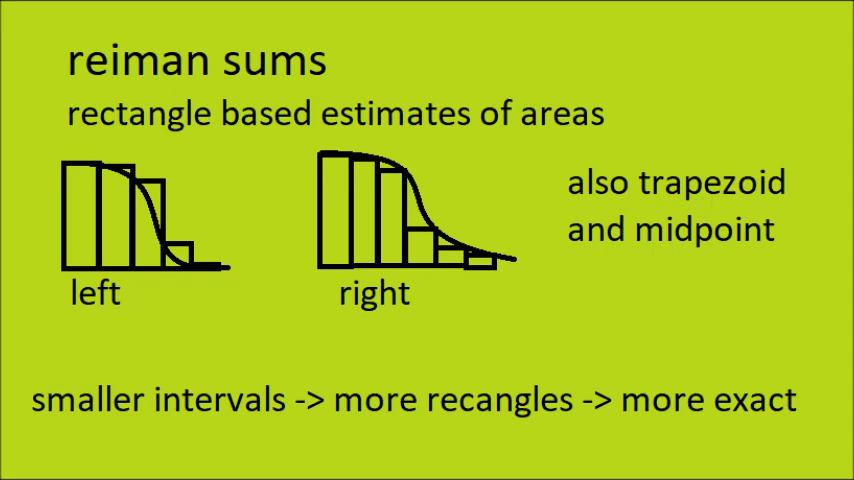 reiman sums
rectangle based estimates of areas
also trapezoid
and midpoint
left
right
smaller intervals -> more recangles -> more exact